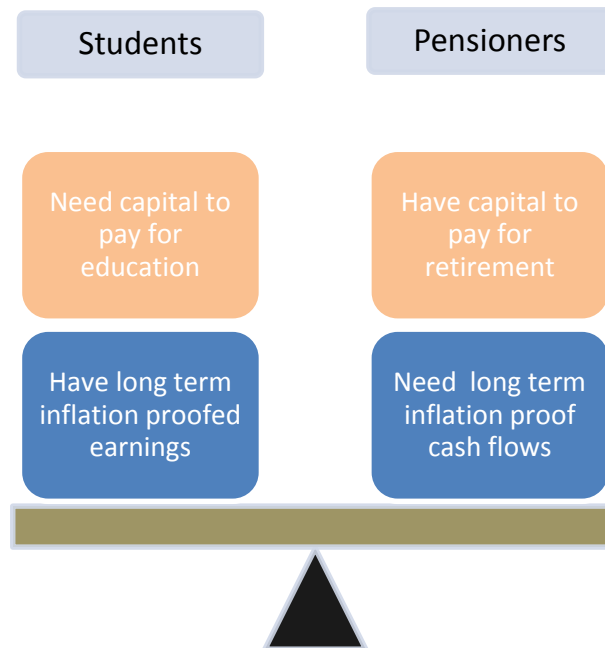 Students
Pensioners
Need capital to
pay for
education
Have capital to
pay for
retirement
Have long term
inflation proofed
earnings
Need  long term
inflation proof
cash flows